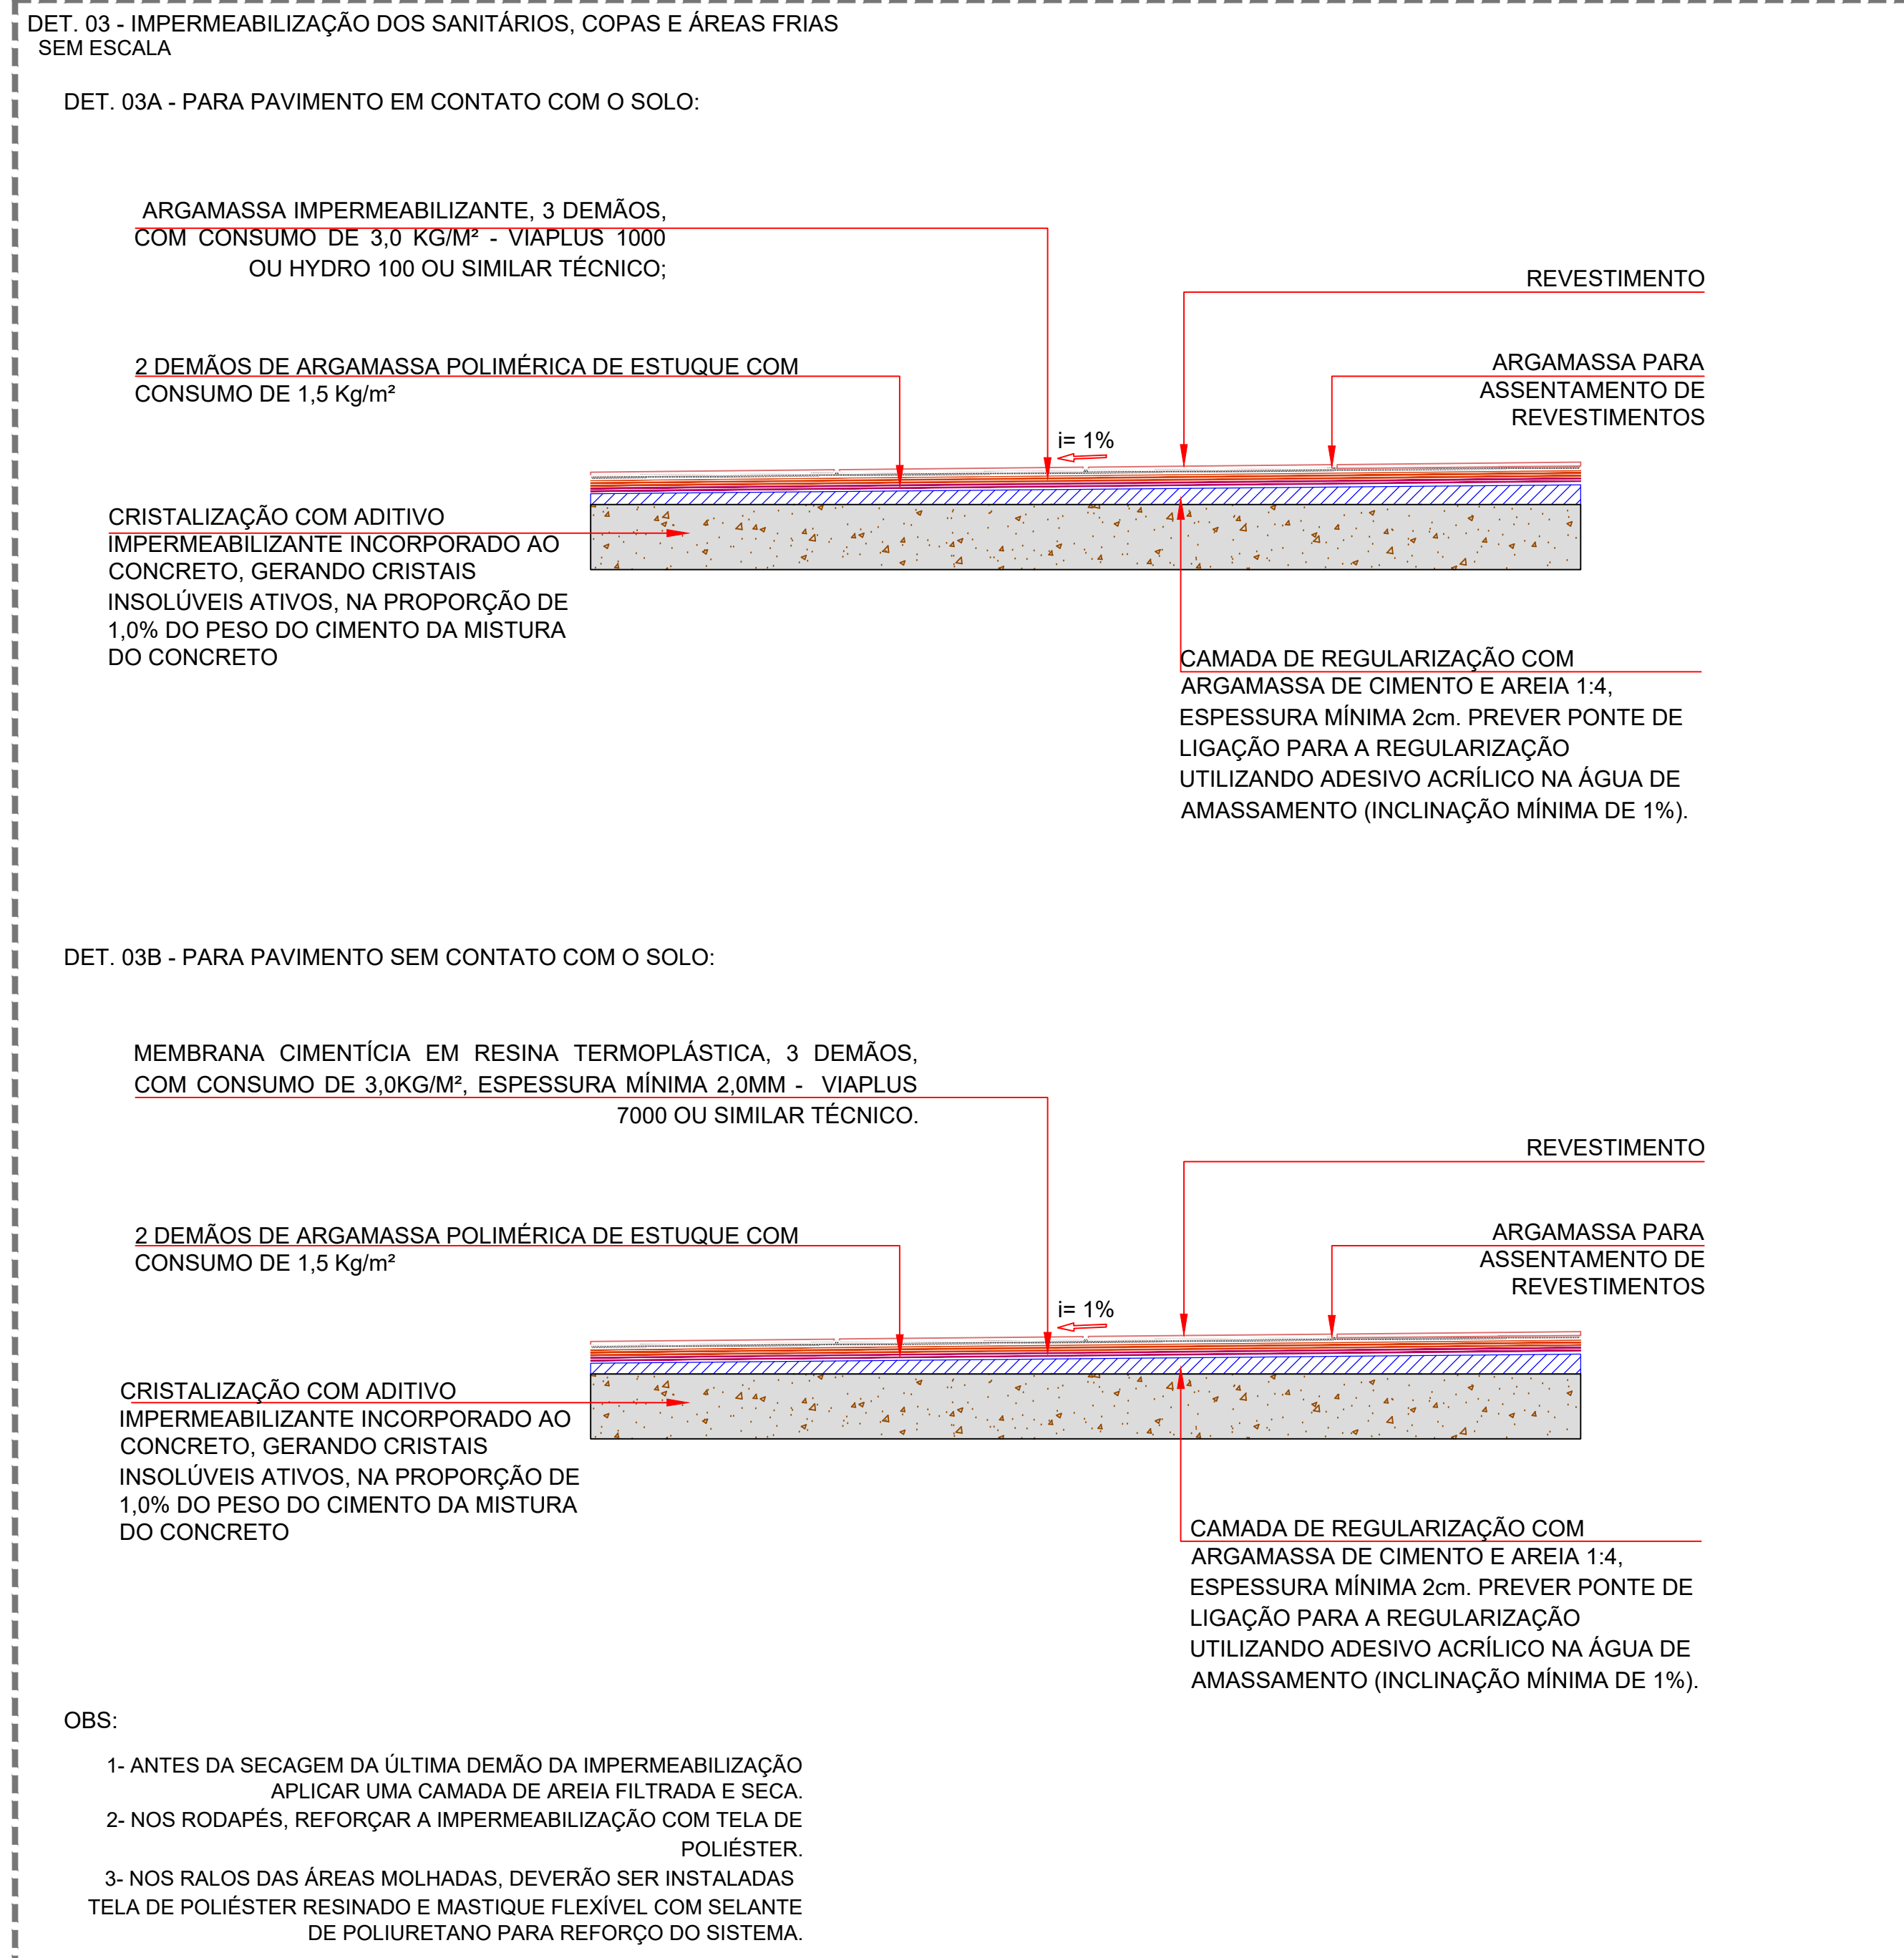 DET. 03 - IMPERMEABILIZAÇÃO DOS SANITÁRIOS, COPAS E ÁREAS FRIAS
SEM ESCALA
DET. 03A - PARA PAVIMENTO EM CONTATO COM O SOLO:
ARGAMASSA IMPERMEABILIZANTE, 3 DEMÃOS,
COM CONSUMO DE 3,0 KG/M² - VIAPLUS 1000
OU HYDRO 100 OU SIMILAR TÉCNICO;
REVESTIMENTO
2 DEMÃOS DE ARGAMASSA POLIMÉRICA DE ESTUQUE COM
CONSUMO DE 1,5 Kg/m²
ARGAMASSA PARA
ASSENTAMENTO DE
REVESTIMENTOS
i= 1%
CRISTALIZAÇÃO COM ADITIVO
IMPERMEABILIZANTE INCORPORADO AO
CONCRETO, GERANDO CRISTAIS
INSOLÚVEIS ATIVOS, NA PROPORÇÃO DE
1,0% DO PESO DO CIMENTO DA MISTURA
DO CONCRETO
CAMADA DE REGULARIZAÇÃO COM
ARGAMASSA DE CIMENTO E AREIA 1:4,
ESPESSURA MÍNIMA 2cm. PREVER PONTE DE
LIGAÇÃO PARA A REGULARIZAÇÃO
UTILIZANDO ADESIVO ACRÍLICO NA ÁGUA DE
AMASSAMENTO (INCLINAÇÃO MÍNIMA DE 1%).
DET. 03B - PARA PAVIMENTO SEM CONTATO COM O SOLO:
MEMBRANA CIMENTÍCIA EM RESINA TERMOPLÁSTICA, 3 DEMÃOS,
COM CONSUMO DE 3,0KG/M², ESPESSURA MÍNIMA 2,0MM - VIAPLUS
7000 OU SIMILAR TÉCNICO.
REVESTIMENTO
2 DEMÃOS DE ARGAMASSA POLIMÉRICA DE ESTUQUE COM
CONSUMO DE 1,5 Kg/m²
ARGAMASSA PARA
ASSENTAMENTO DE
REVESTIMENTOS
i= 1%
CRISTALIZAÇÃO COM ADITIVO
IMPERMEABILIZANTE INCORPORADO AO
CONCRETO, GERANDO CRISTAIS
INSOLÚVEIS ATIVOS, NA PROPORÇÃO DE
1,0% DO PESO DO CIMENTO DA MISTURA
DO CONCRETO
CAMADA DE REGULARIZAÇÃO COM
ARGAMASSA DE CIMENTO E AREIA 1:4,
ESPESSURA MÍNIMA 2cm. PREVER PONTE DE
LIGAÇÃO PARA A REGULARIZAÇÃO
UTILIZANDO ADESIVO ACRÍLICO NA ÁGUA DE
AMASSAMENTO (INCLINAÇÃO MÍNIMA DE 1%).
OBS:
1- ANTES DA SECAGEM DA ÚLTIMA DEMÃO DA IMPERMEABILIZAÇÃO
APLICAR UMA CAMADA DE AREIA FILTRADA E SECA.
2- NOS RODAPÉS, REFORÇAR A IMPERMEABILIZAÇÃO COM TELA DE
POLIÉSTER.
3- NOS RALOS DAS ÁREAS MOLHADAS, DEVERÃO SER INSTALADAS
TELA DE POLIÉSTER RESINADO E MASTIQUE FLEXÍVEL COM SELANTE
DE POLIURETANO PARA REFORÇO DO SISTEMA.